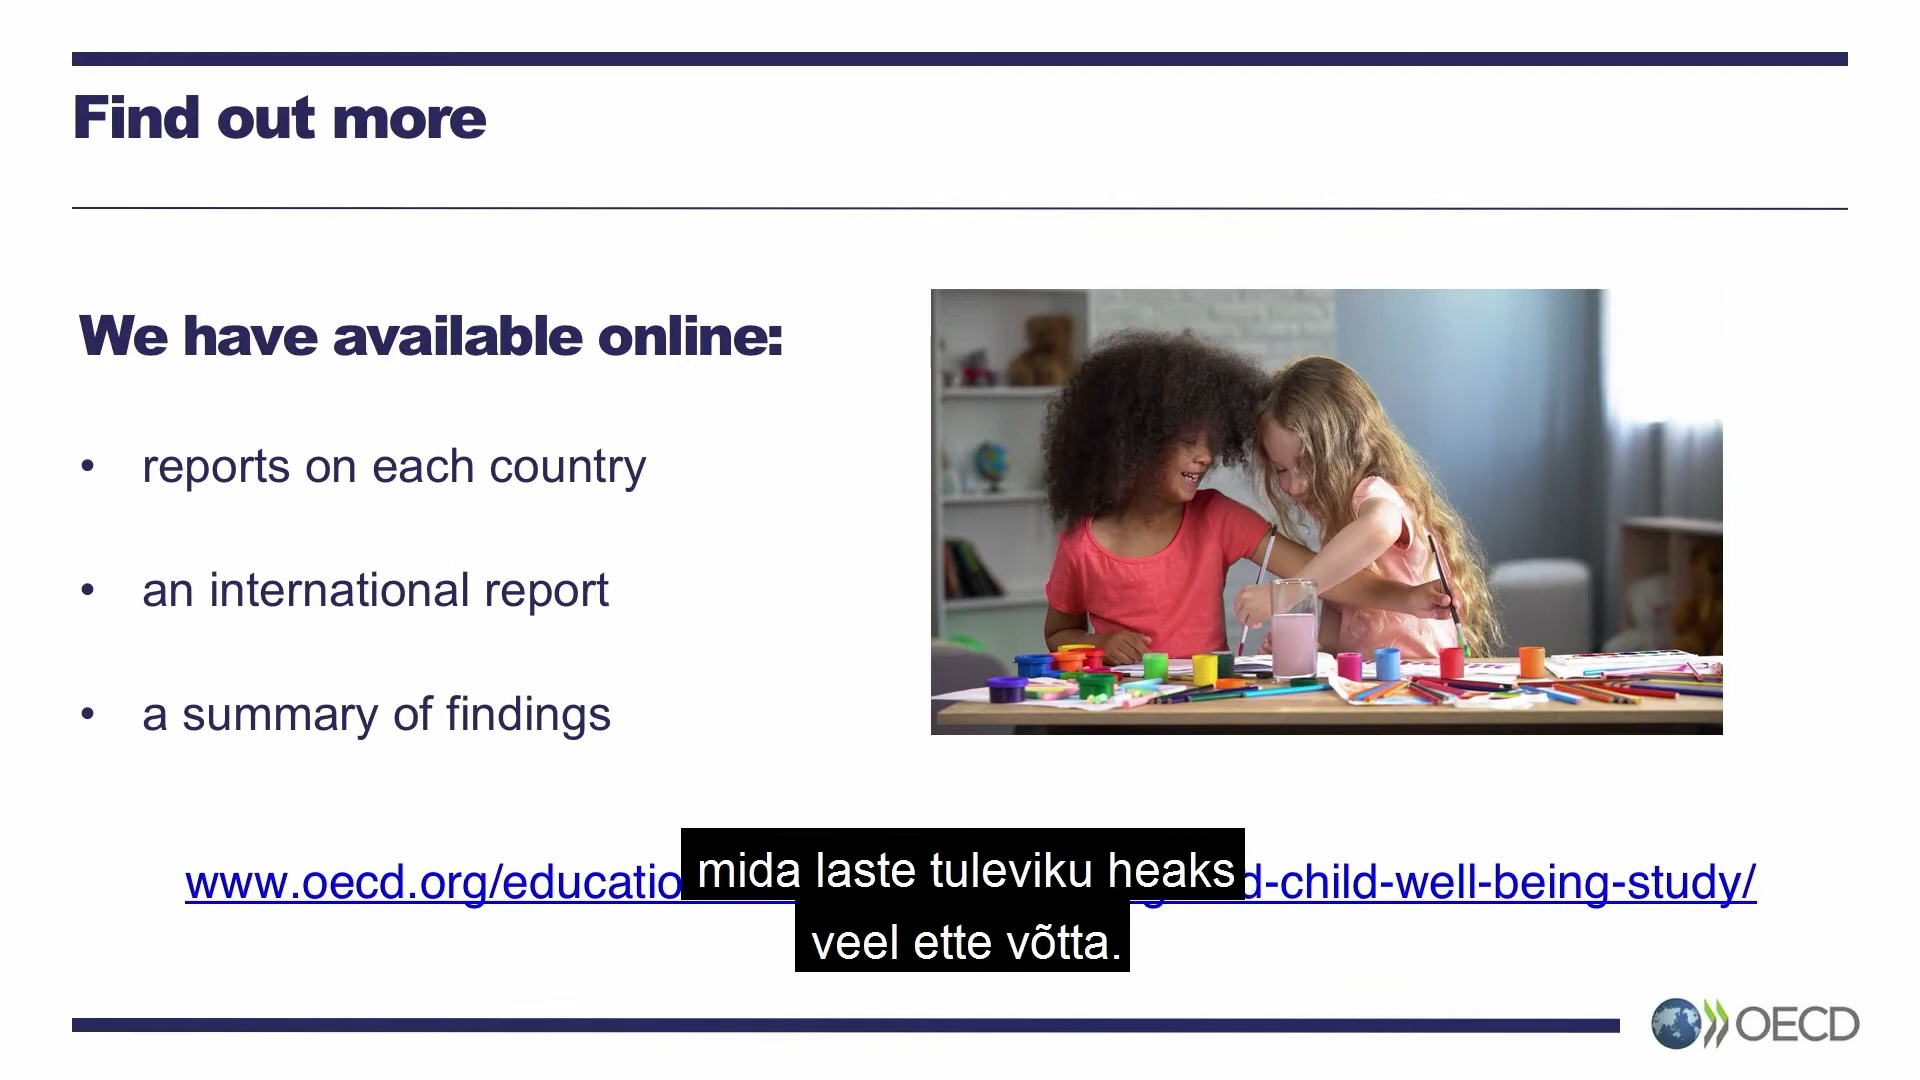 Find out more
We have available online:
• reports on each country
• an international report
• a summary of findings
www.oecd.org/educatio d-child-well-being-study/
mida laste tuleviku heaks
veel ette võtta.
OECD